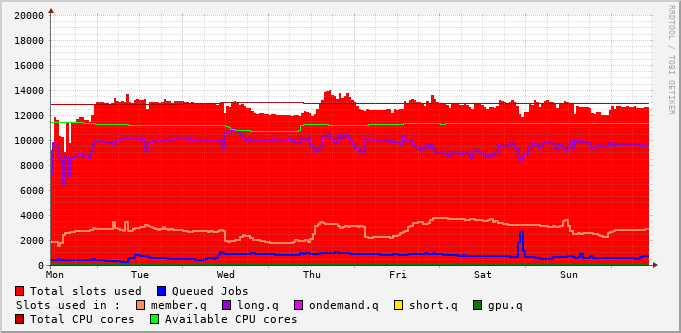 20000
18000
16000
14000
12000
10000
8000
6000
4000
2000
0
Mon Tue Wed Thu Fri Sat Sun
RRDTOOL / TOBI OETIKER
Total slots used Queued Jobs
Slots used in : member.q long.q ondemand.q short.q gpu.q
Total CPU cores Available CPU cores